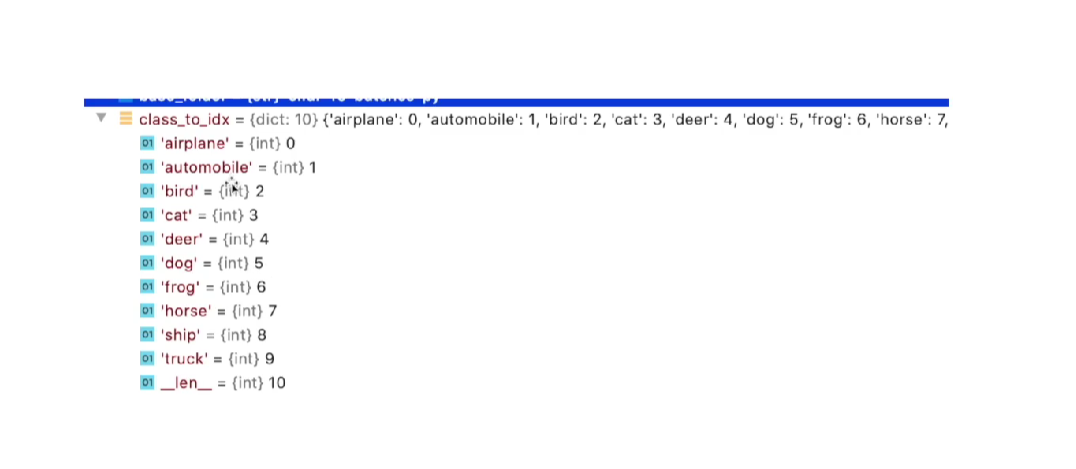 class_to_idx = {dict: 10} {'airplane': 0, 'automobile': 1, 'bird': 2, 'cat': 3, 'deer': 4, 'dog': 5, 'frog': 6, 'horse': 7,
01 'airplane' = {int} 0
01 'automobile' = {int} 1
01 'bird' = {int} 2
01 'cat' = {int} 3
01 'deer' = {int} 4
01 'dog' = {int} 5
01 'frog' = {int} 6
01 'horse' = {int} 7
01 'ship' = {int} 8
01 'truck' = {int} 9
01 __len__ = {int} 10